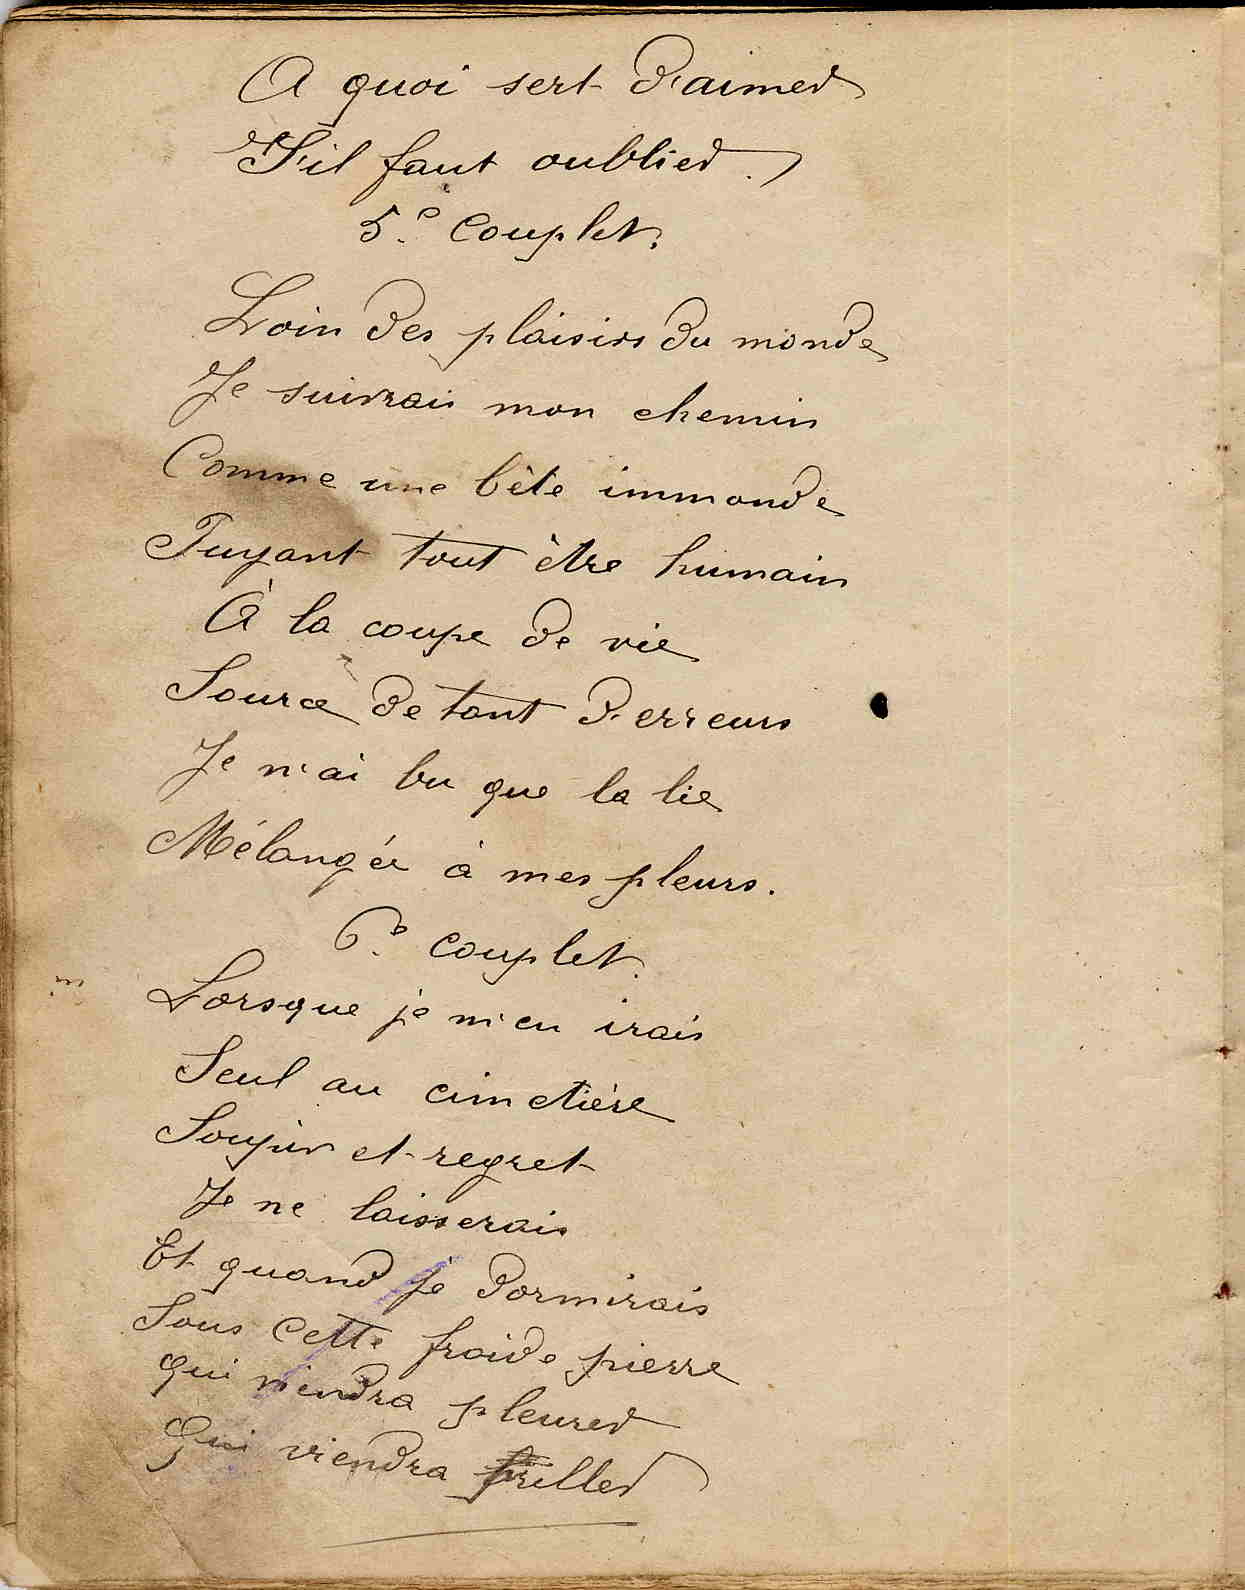 A quoi sert d'aimer
S'il faut oublier.
5.e Couplet.
Loin des plaisirs du monde
Je suivrais mon chemin
Comme une bête immonde
Fuyant tout être humain
À la coupe de vie
Source de tant d'erreurs
Je n'ai bu que la lie
Mélangée à mes pleurs.
6.e couplet.
Lorsque je m'en irais
Seul au cimetière
Soupir et regret
Je ne laisserais
Et quand je dormirais
Sous cette froide pierre
Qui viendra pleurer
Qui viendra